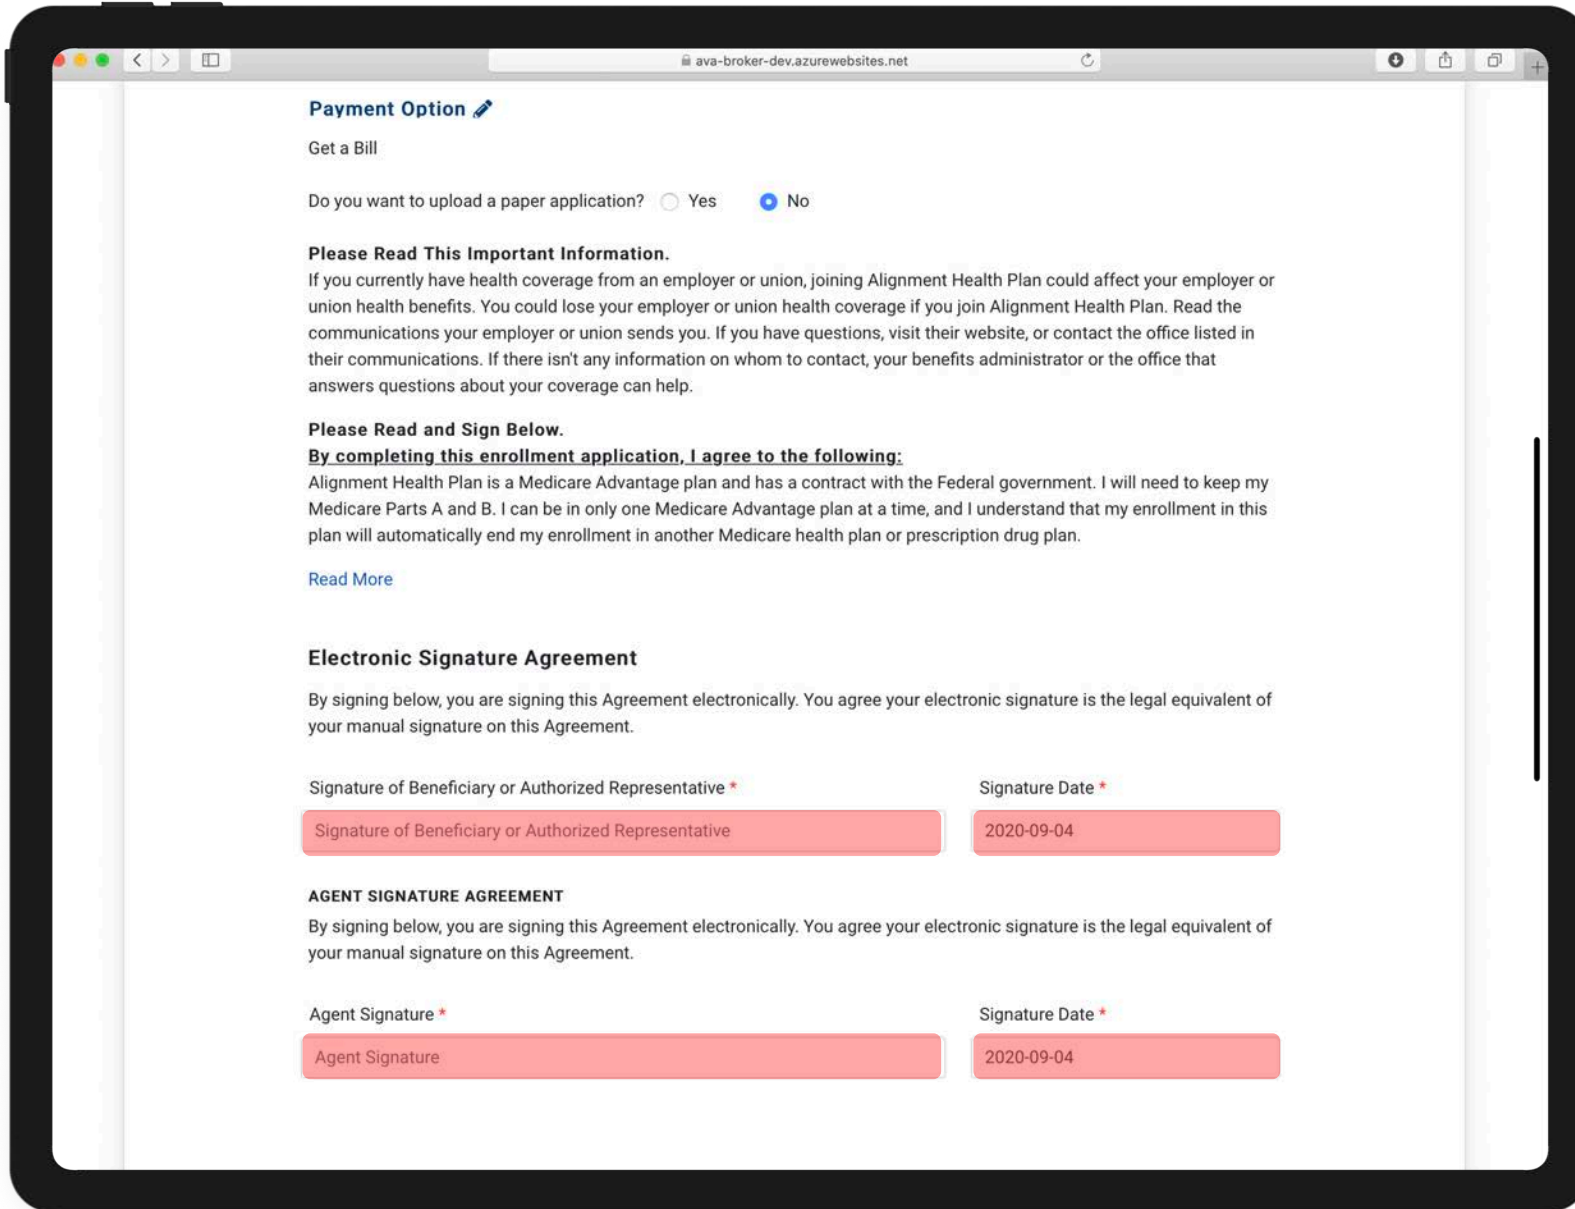 ava-broker-dev.azurewebsites.net
Payment Option
Get a Bill
Do you want to upload a paper application? Yes No
Please Read This Important Information.
If you currently have health coverage from an employer or union, joining Alignment Health Plan could affect your employer or
union health benefits. You could lose your employer or union health coverage if you join Alignment Health Plan. Read the
communications your employer or union sends you. If you have questions, visit their website, or contact the office listed in
their communications. If there isn't any information on whom to contact, your benefits administrator or the office that
answers questions about your coverage can help.
Please Read and Sign Below.
By completing this enrollment application, I agree to the following:
Alignment Health Plan is a Medicare Advantage plan and has a contract with the Federal government. I will need to keep my
Medicare Parts A and B. I can be in only one Medicare Advantage plan at a time, and I understand that my enrollment in this
plan will automatically end my enrollment in another Medicare health plan or prescription drug plan.
Read More
Electronic Signature Agreement
By signing below, you are signing this Agreement electronically. You agree your electronic signature is the legal equivalent of
your manual signature on this Agreement.
Signature of Beneficiary or Authorized Representative * Signature Date *
Signature of Beneficiary or Authorized Representative 2020-09-04
AGENT SIGNATURE AGREEMENT
By signing below, you are signing this Agreement electronically. You agree your electronic signature is the legal equivalent of
your manual signature on this Agreement.
Agent Signature * Signature Date *
Agent Signature 2020-09-04